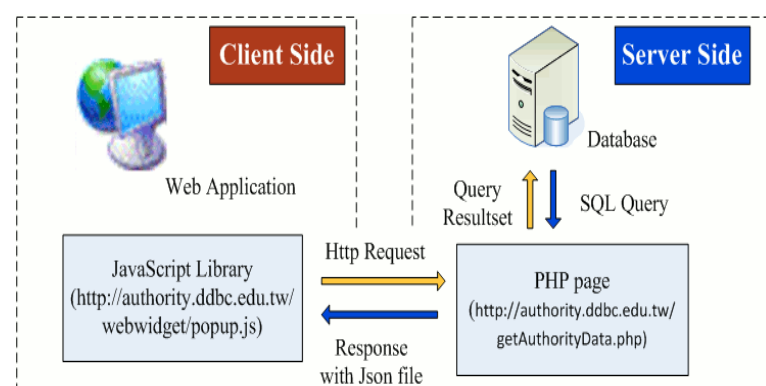 Client Side
Server Side
Database
Web Application
Query
Resultset
SQL Query
JavaScript Library
(http://authority.ddbc.edu.tw/
webwidget/popup.js)
Http Request
Response
with Json file
PHP page
(http://authority.ddbc.edu.tw/
getAuthorityData.php)